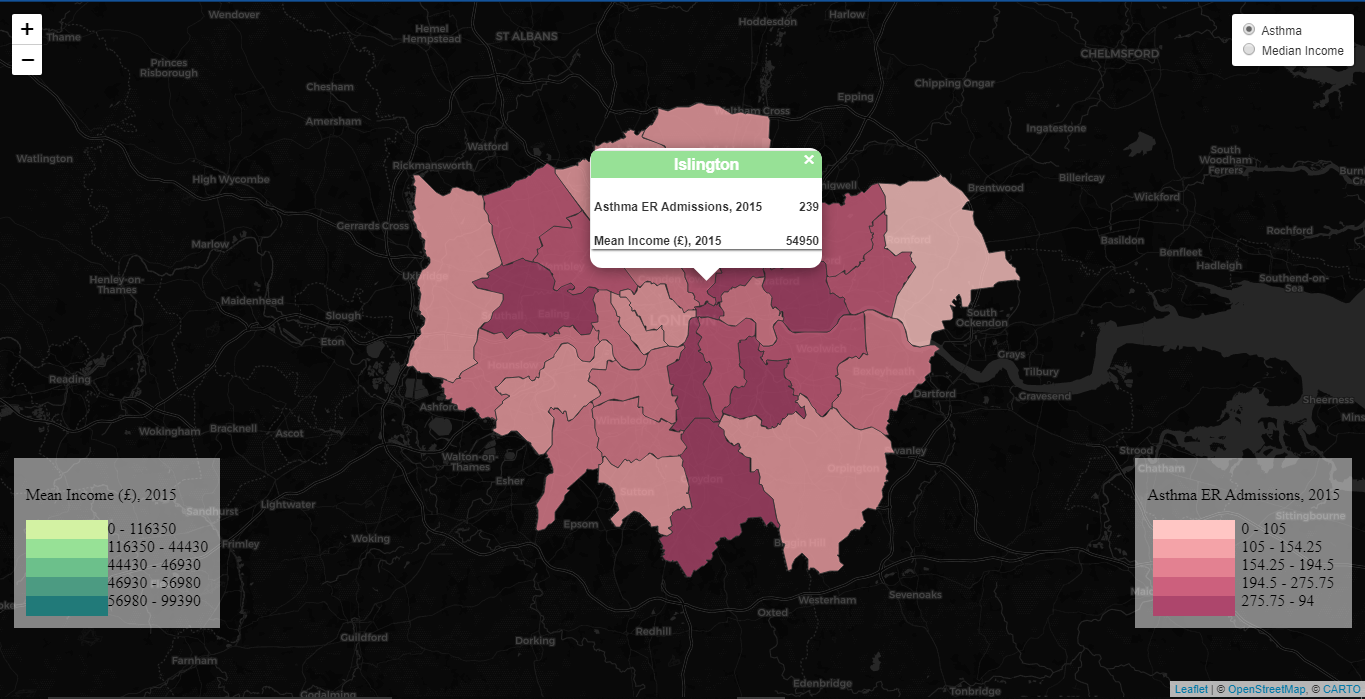 +
−
Asthma
Median Income
Wendover
Hemel
Hempstead
ST ALBANS
Hoddesdon
Harlow
Thame
CHELMSFORD
Princes
Risborough
Chesham
Chipping Ongar
Epping
Amersham
Waltham Cross
Ingatestone
Watford
Watlington
Rickmansworth
South
Woodham
Ferrers
High Wycombe
Billericay
Brentwood
Wickford
Gerrards Cross
Rochford
Marlow
Basildon
Benfleet
Hadleigh
Uxbridge
Henley-on-
Thames
Southend-on-
Sea
Maidenhead
Slough
Southall
Ealing
LONDON
South
Ockendon
Eton
Woolwich
Grays
Hounslow
Bexleyheath
Tilbury
Reading
Dartford
Gravesend
Sheerness
Ashford
Wimbledon
Wokingham
Bracknell
Ascot
Walton-on-
Thames
Strood
Chatham
Orpington
Esher
Croydon
Sutton
Lightwater
Sandhurst
Sittingbourne
Epsom
Woking
Frimley
Biggin Hill
Sevenoaks
Westerham
Oxted
Redhill
Guildford
Dorking
Farnham
Edenbridge
Tonbridge
Godalming
Islington
×
Asthma ER Admissions, 2015 239
Mean Income (£), 2015 54950
Mean Income (£), 2015
0 - 116350
116350 - 44430
44430 - 46930
46930 - 56980
56980 - 99390
Asthma ER Admissions, 2015
0 - 105
105 - 154.25
154.25 - 194.5
194.5 - 275.75
275.75 - 94
Leaflet | © OpenStreetMap, © CARTO